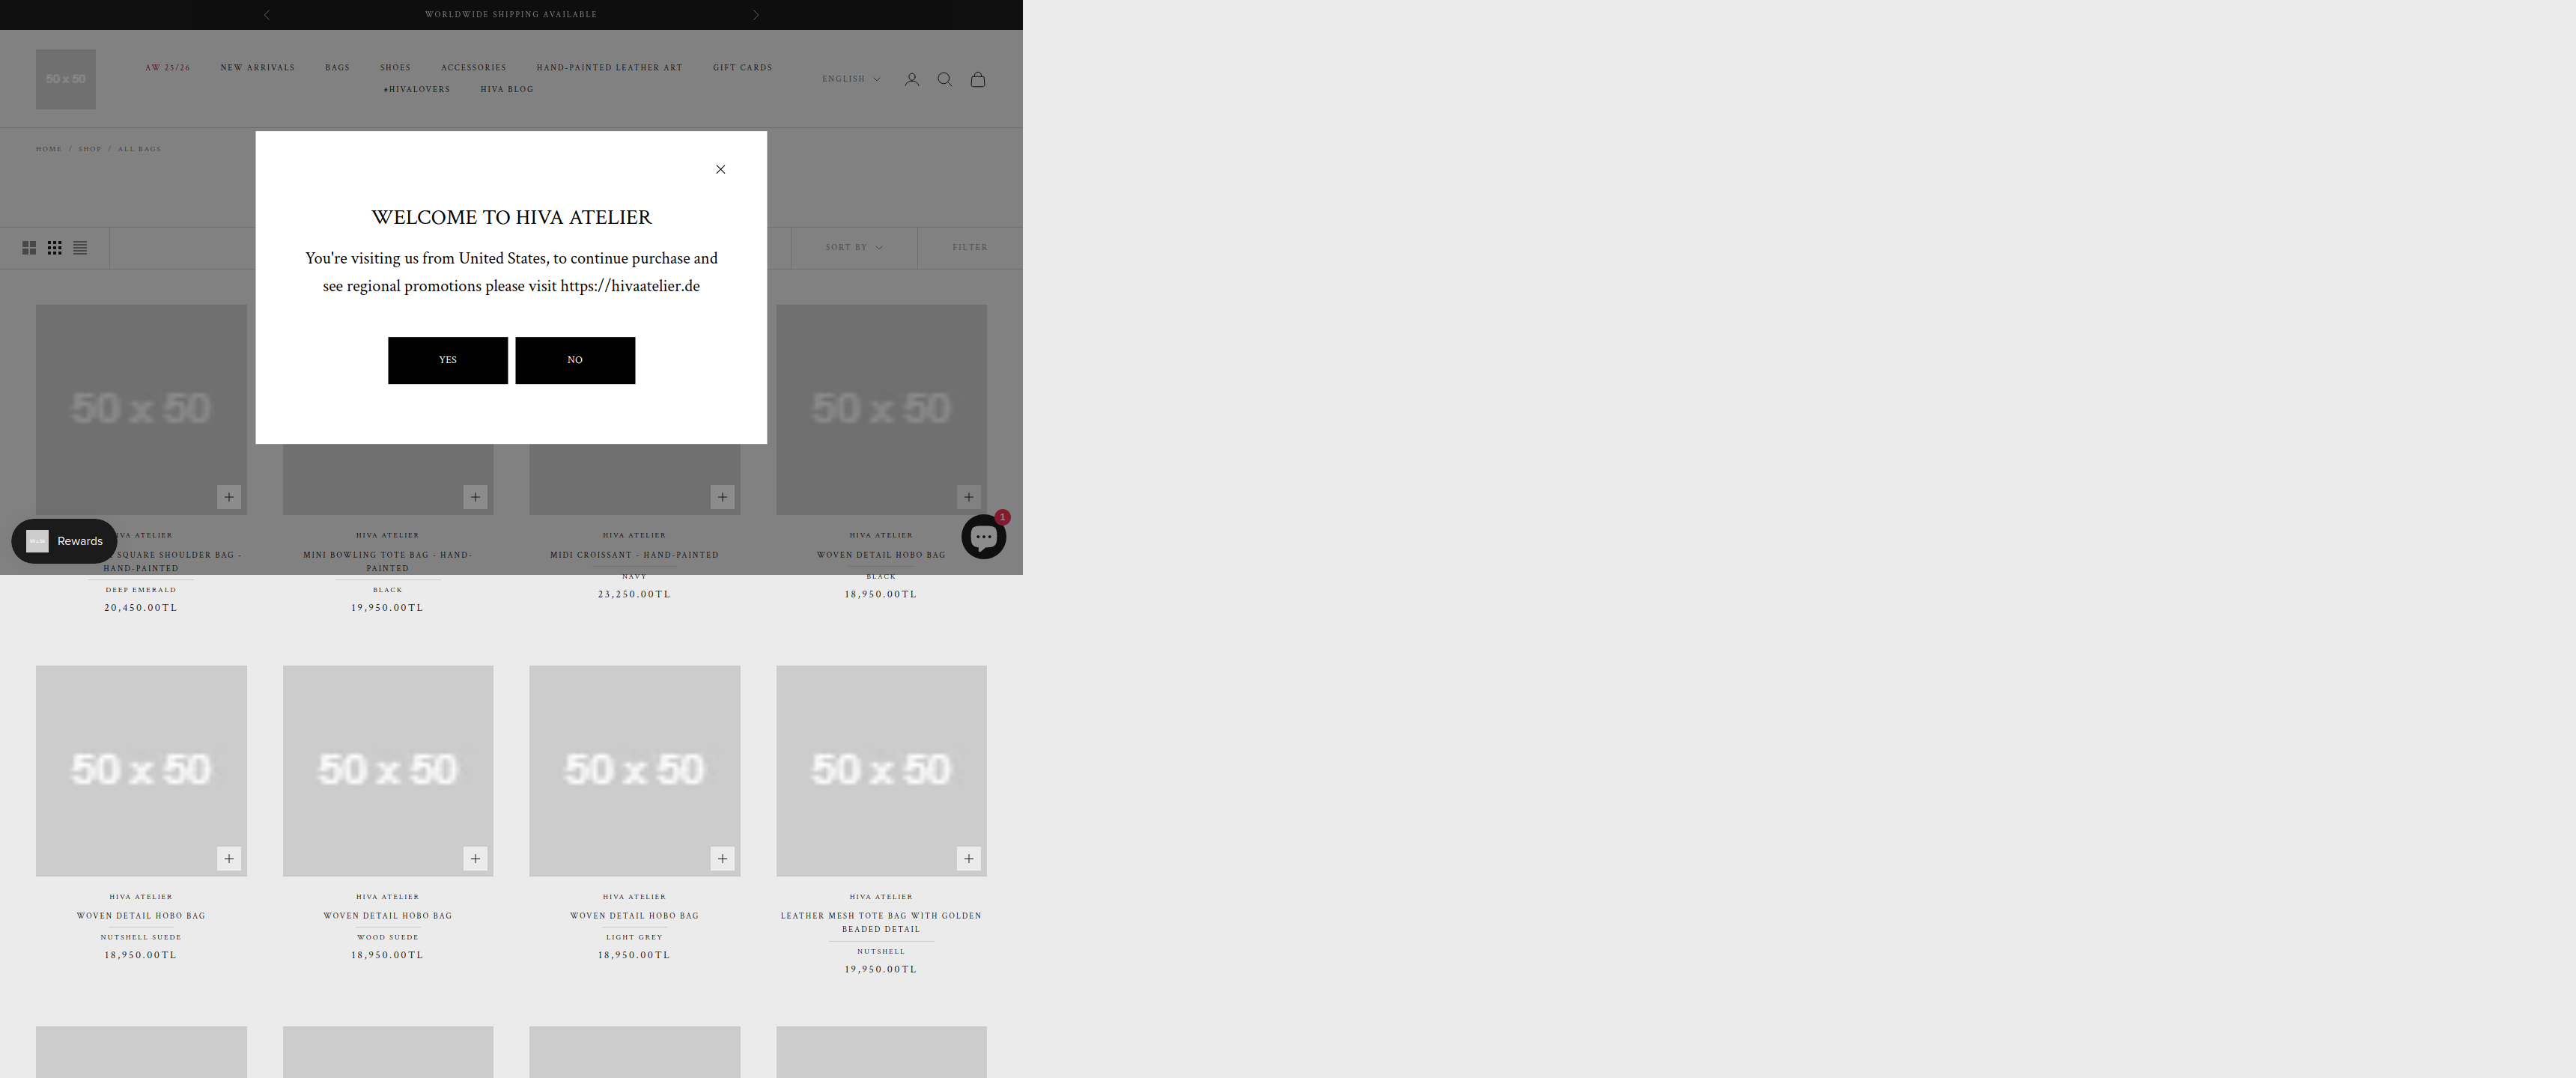 WORLDWIDE SHIPPING AVAILABLE
50 x 50
AW 25/26 NEW ARRIVALS BAGS SHOES ACCESSORIES HAND-PAINTED LEATHER ART GIFT CARDS
#HIVALOVERS HIVA BLOG
ENGLISH
HOME / SHOP / ALL BAGS
WELCOME TO HIVA ATELIER
You're visiting us from United States, to continue purchase and
see regional promotions please visit https://hivaatelier.de
YES NO
SORT BY FILTER
50 x 50 50 x 50
HIVA ATELIER HIVA ATELIER HIVA ATELIER
SQUARE SHOULDER BAG -
HAND-PAINTED
DEEP EMERALD
20,450.00TL
MINI BOWLING TOTE BAG - HAND-
PAINTED
BLACK
19,950.00TL
MIDI CROISSANT - HAND-PAINTED
NAVY
23,250.00TL
WOVEN DETAIL HOBO BAG
BLACK
18,950.00TL
Rewards
1
50 x 50 50 x 50 50 x 50 50 x 50
HIVA ATELIER
WOVEN DETAIL HOBO BAG
NUTSHELL SUEDE
18,950.00TL
HIVA ATELIER
WOVEN DETAIL HOBO BAG
WOOD SUEDE
18,950.00TL
HIVA ATELIER
WOVEN DETAIL HOBO BAG
LIGHT GREY
18,950.00TL
HIVA ATELIER
LEATHER MESH TOTE BAG WITH GOLDEN
BEADED DETAIL
NUTSHELL
19,950.00TL